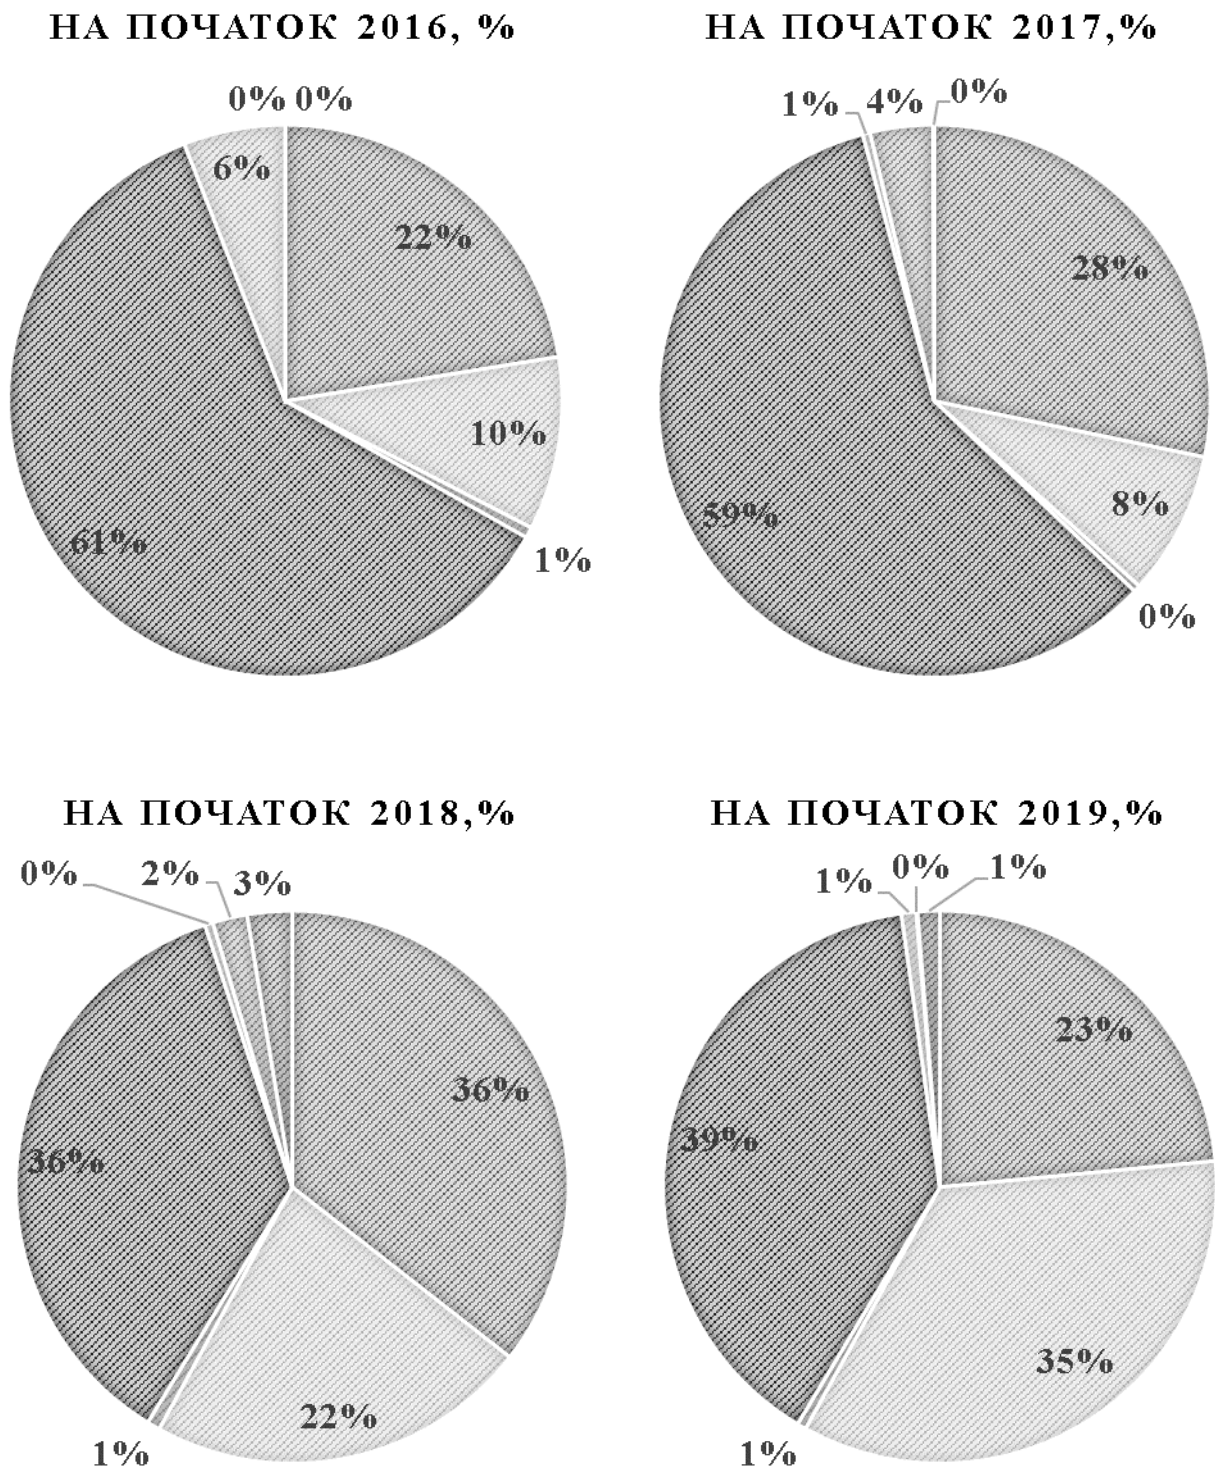 НА ПОЧАТОК 2016, %
0% 0%
6%
22%
10%
61%
1%
НА ПОЧАТОК 2017,%
1% 4% 0%
28%
8%
59%
0%
НА ПОЧАТОК 2018,%
0% 2% 3%
36%
36%
22%
1%
НА ПОЧАТОК 2019,%
1% 0% 1%
23%
39%
35%
1%